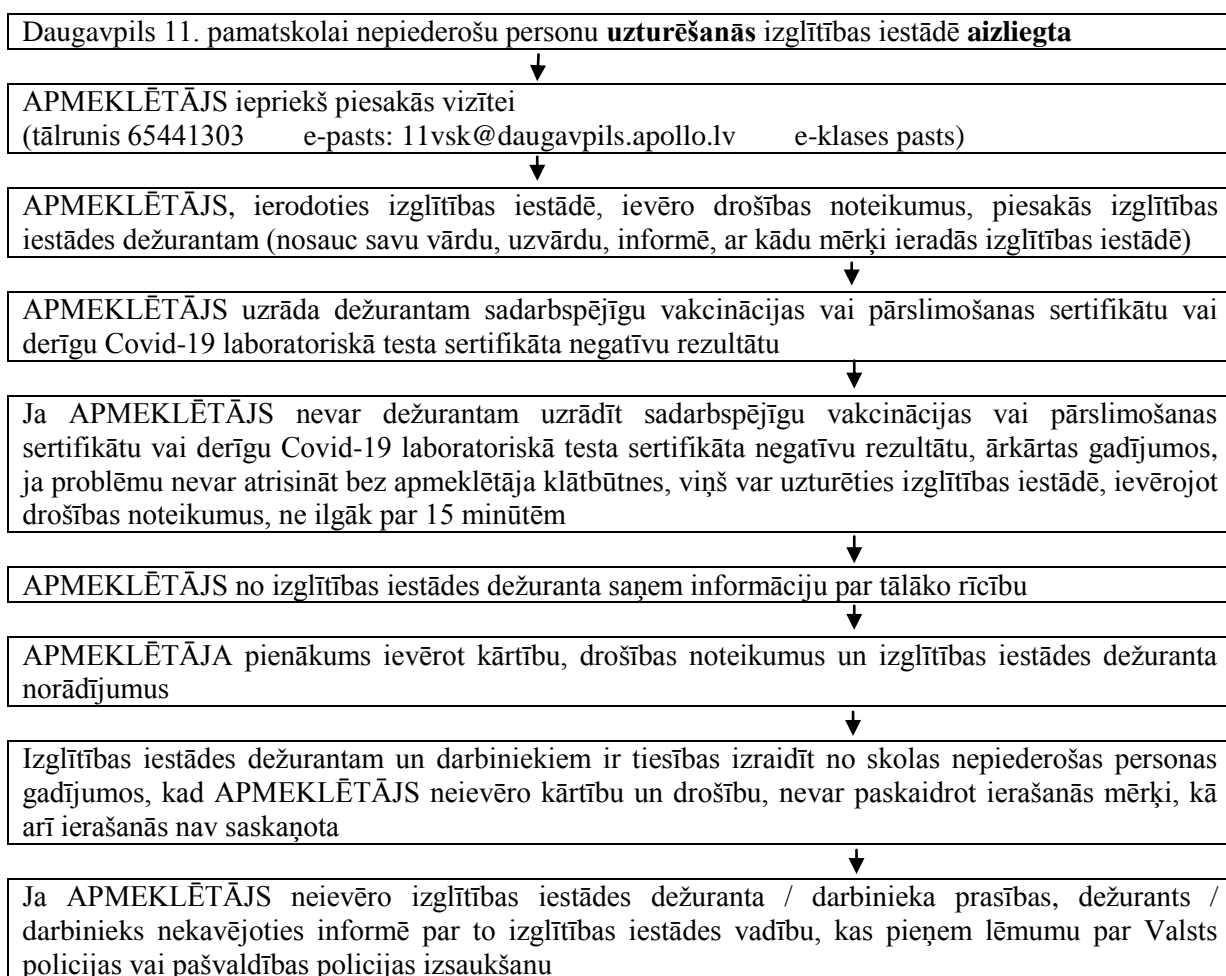 Daugavpils 11. pamatskolai nepiederošu personu uzturēšanās izglītības iestādē aizliegta
APMEKLĒTĀJS iepriekš piesakās vizītei
(tālrunis 65441303 e-pasts: 11vsk@daugavpils.apollo.lv e-klases pasts)
APMEKLĒTĀJS, ierodoties izglītības iestādē, ievēro drošības noteikumus, piesakās izglītības
iestādes dežurantam (nosauc savu vārdu, uzvārdu, informē, ar kādu mērķi ieradās izglītības iestādē)
APMEKLĒTĀJS uzrāda dežurantam sadarbspējīgu vakcinācijas vai pārslimošanas sertifikātu vai
derīgu Covid-19 laboratoriskā testa sertifikāta negatīvu rezultātu
Ja APMEKLĒTĀJS nevar dežurantam uzrādīt sadarbspējīgu vakcinācijas vai pārslimošanas
sertifikātu vai derīgu Covid-19 laboratoriskā testa sertifikāta negatīvu rezultātu, ārkārtas gadījumos,
ja problēmu nevar atrisināt bez apmeklētāja klātbūtnes, viņš var uzturēties izglītības iestādē, ievērojot
drošības noteikumus, ne ilgāk par 15 minūtēm
APMEKLĒTĀJS no izglītības iestādes dežuranta saņem informāciju par tālāko rīcību
APMEKLĒTĀJA pienākums ievērot kārtību, drošības noteikumus un izglītības iestādes dežuranta
norādījumus
Izglītības iestādes dežurantam un darbiniekiem ir tiesības izraidīt no skolas nepiederošas personas
gadījumos, kad APMEKLĒTĀJS neievēro kārtību un drošību, nevar paskaidrot ierašanās mērķi, kā
arī ierašanās nav saskaņota
Ja APMEKLĒTĀJS neievēro izglītības iestādes dežuranta / darbinieka prasības, dežurants /
darbinieks nekavējoties informē par to izglītības iestādes vadību, kas pieņem lēmumu par Valsts
policijas vai pašvaldības policijas izsaukšanu